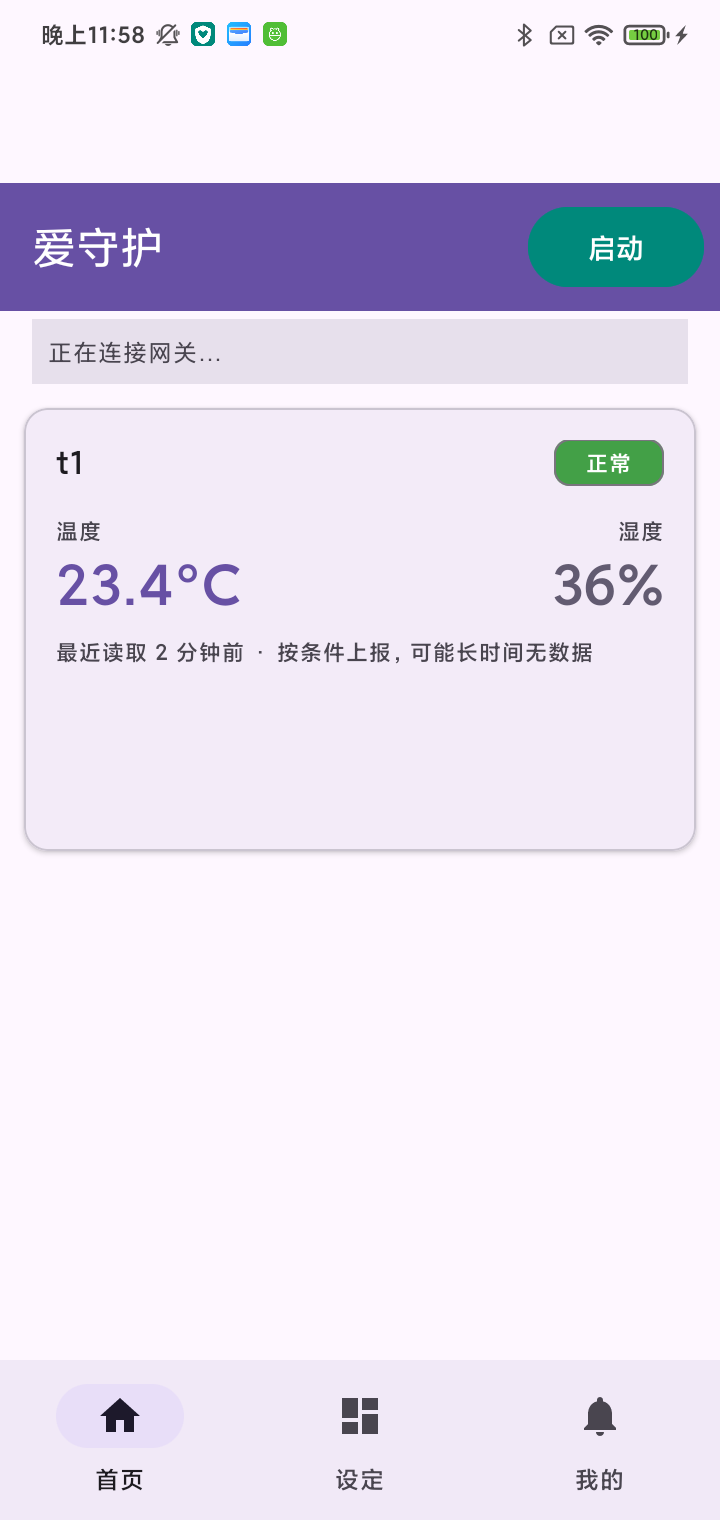 晚上11:58
100
爱守护
启动
正在连接网关...
t1
正常
温度
湿度
23.4°C
36%
最近读取 2 分钟前 · 按条件上报, 可能长时间无数据
首页
设定
我的